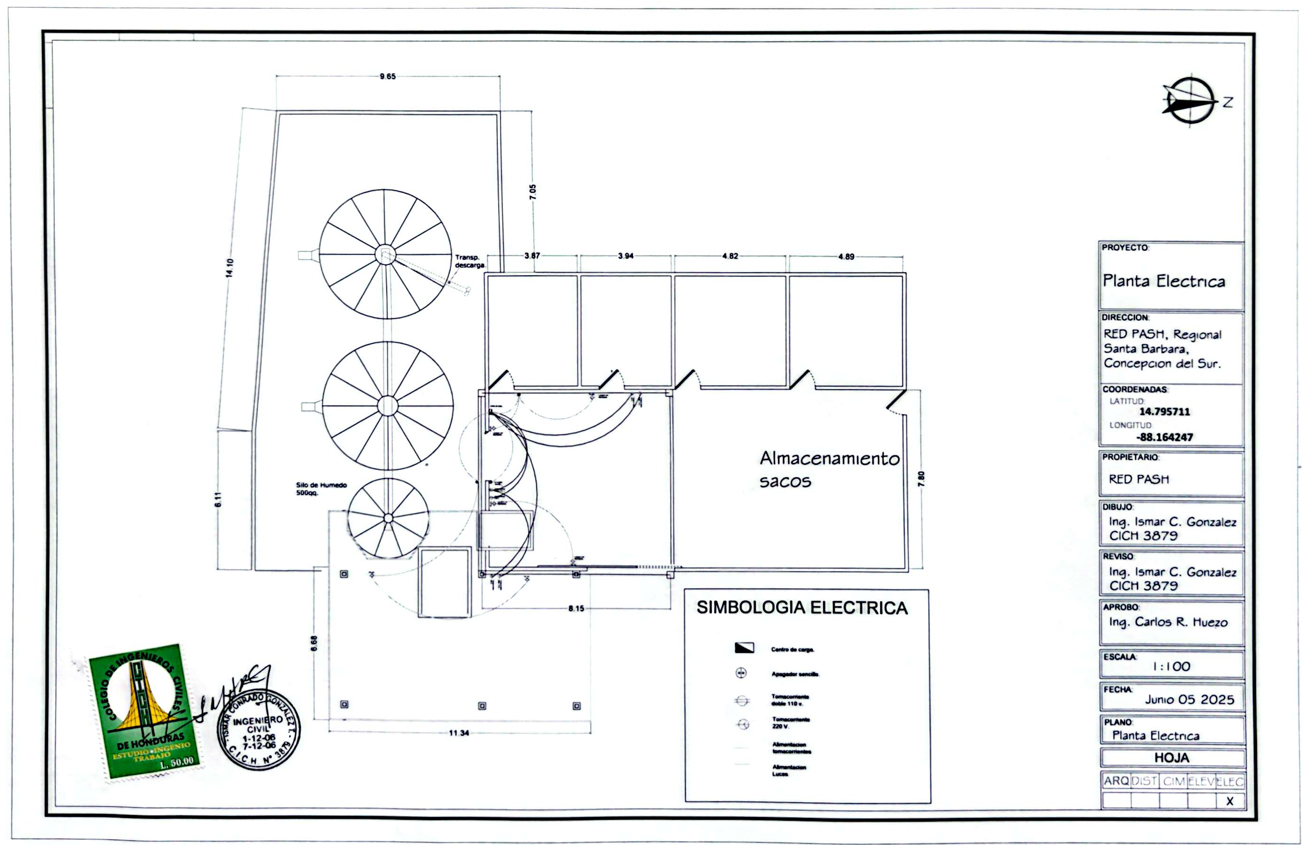 9.65
7.05
14.10
Transp.
descarga.
3.87
3.94
4.82
4.89
Almacenamiento
sacos
7.80
Silo de Humedo
500qq.
6.11
8.15
6.68
11.34
Z
SIMBOLOGIA ELECTRICA
Centro de carga.
Apagador sencillo.
Tomacorriente
doble 110 v.
Tomacorriente
220 V.
Alimentacion
tomacorrientes
Alimentacion
Luces
COLEGIO DE INGENIEROS CIVILES
DE HONDURAS
ESTUDIO-INGENIO
TRABAJO
L. 50.00
ISMAR CONRADO GONZALEZ T.
INGENIERO
CIVIL
1-12-06
7-12-06
C.I.C.H Nº 3879
PROYECTO:
Planta Electrica
DIRECCION:
RED PASH, Regional
Santa Barbara,
Concepcion del Sur.
COORDENADAS:
LATITUD:
14.795711
LONGITUD
-88.164247
PROPIETARIO:
RED PASH
DIBUJO:
Ing. Ismar C. Gonzalez
CICH 3879
REVISO:
Ing. Ismar C. Gonzalez
CICH 3879
APROBO:
Ing. Carlos R. Huezo
ESCALA:
1:100
FECHA:
Junio 05 2025
PLANO:
Planta Electrica
HOJA
ARQ DIST CIM ELEV ELEC
X